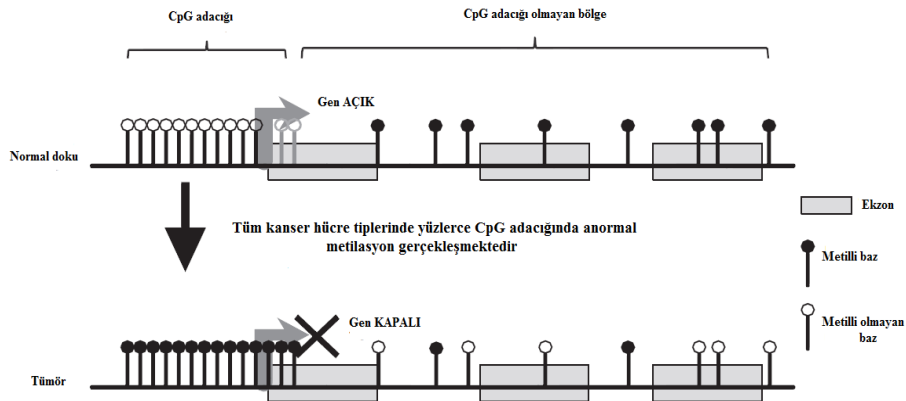 CpG adacığı
CpG adacığı olmayan bölge
Gen AÇIK
Normal doku
Ekzon
Tüm kanser hücre tiplerinde yüzlerce CpG adacığında anormal
metilasyon gerçekleşmektedir
Metilli baz
Gen KAPALI
Metilli olmayan
baz
Tümör